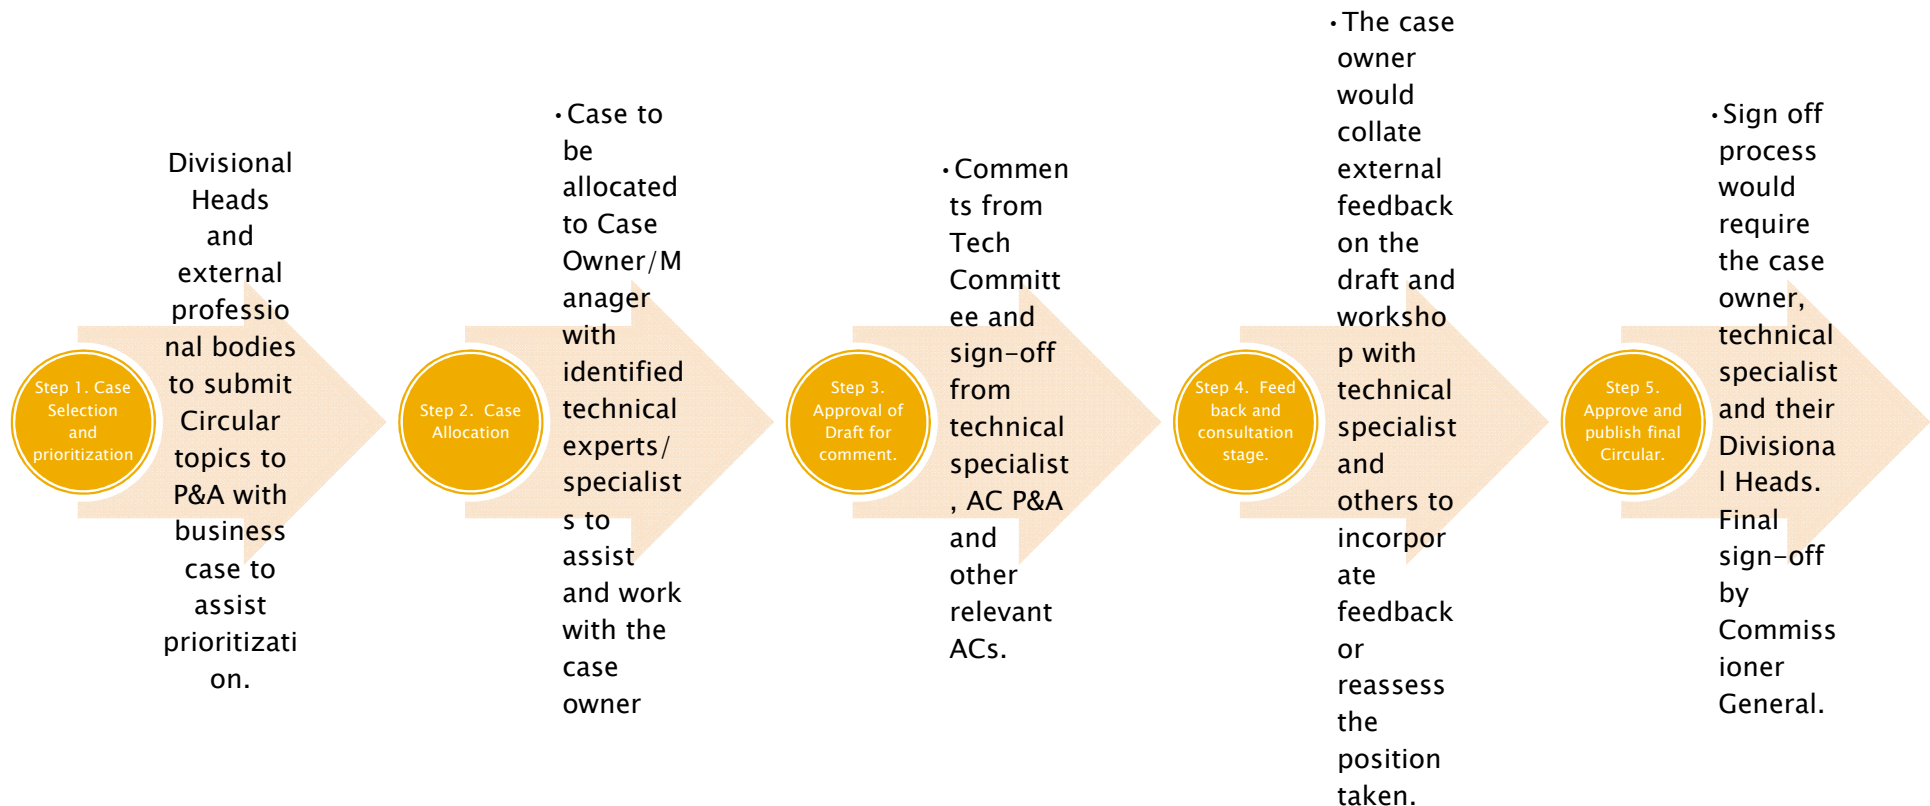 Step 1. Case
Selection
and
prioritization
Divisional
Heads
and
external
professio
nal bodies
to submit
Circular
topics to
P&A with
business
case to
assist
prioritizati
on.
Step 2.  Case
Allocation
•Case to
be
allocated
to Case
Owner/M
anager
with
identified
technical
experts/
specialist
s to
assist
and work
with the
case
owner
Step 3.
Approval of
Draft for
comment.
•Commen
ts from
Tech
Committ
ee and
sign-off
from
technical
specialist
, AC P&A
and
other
relevant
ACs.
Step 4.  Feed
back and
consultation
stage.
•The case
owner
would
collate
external
feedback
on the
draft and
worksho
p with
technical
specialist
and
others to
incorpor
ate
feedback
or
reassess
the
position
taken.
Step 5.
Approve and
publish final
Circular.
•Sign off
process
would
require
the case
owner,
technical
specialist
and their
Divisiona
l Heads.
Final
sign-off
by
Commiss
ioner
General.